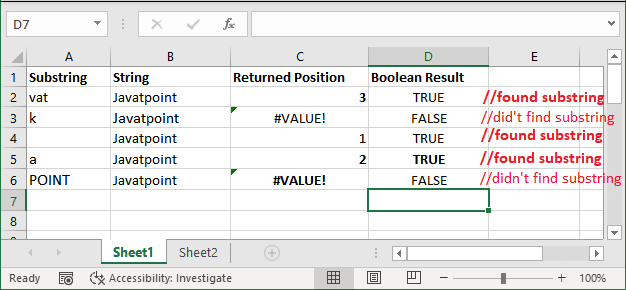 D7
fx
A B C D E
1 Substring String Returned Position Boolean Result
2 vat Javatpoint 3 TRUE //found substring
3 k Javatpoint #VALUE! FALSE //did't find substring
4 Javatpoint 1 TRUE //found substring
5 a Javatpoint 2 TRUE //found substring
6 POINT Javatpoint #VALUE! FALSE //didn't find substring
7
8
Sheet1 Sheet2
Ready Accessibility: Investigate 100%